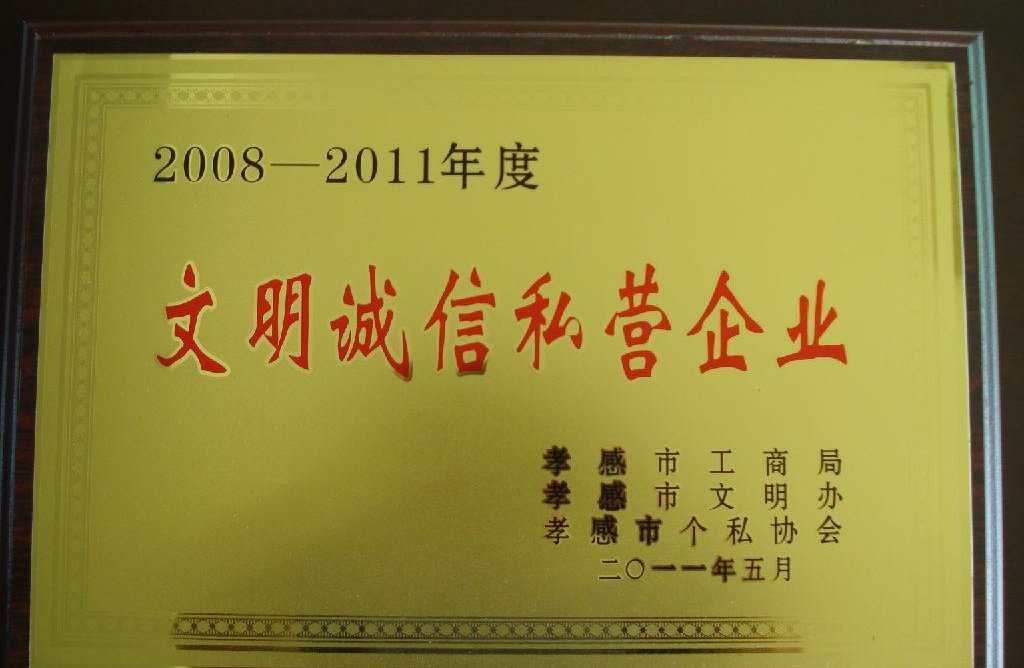 2008—2011年度
文明诚信私营企业
孝感市工商局
孝感市文明办
孝感市个私协会
二〇一一年五月